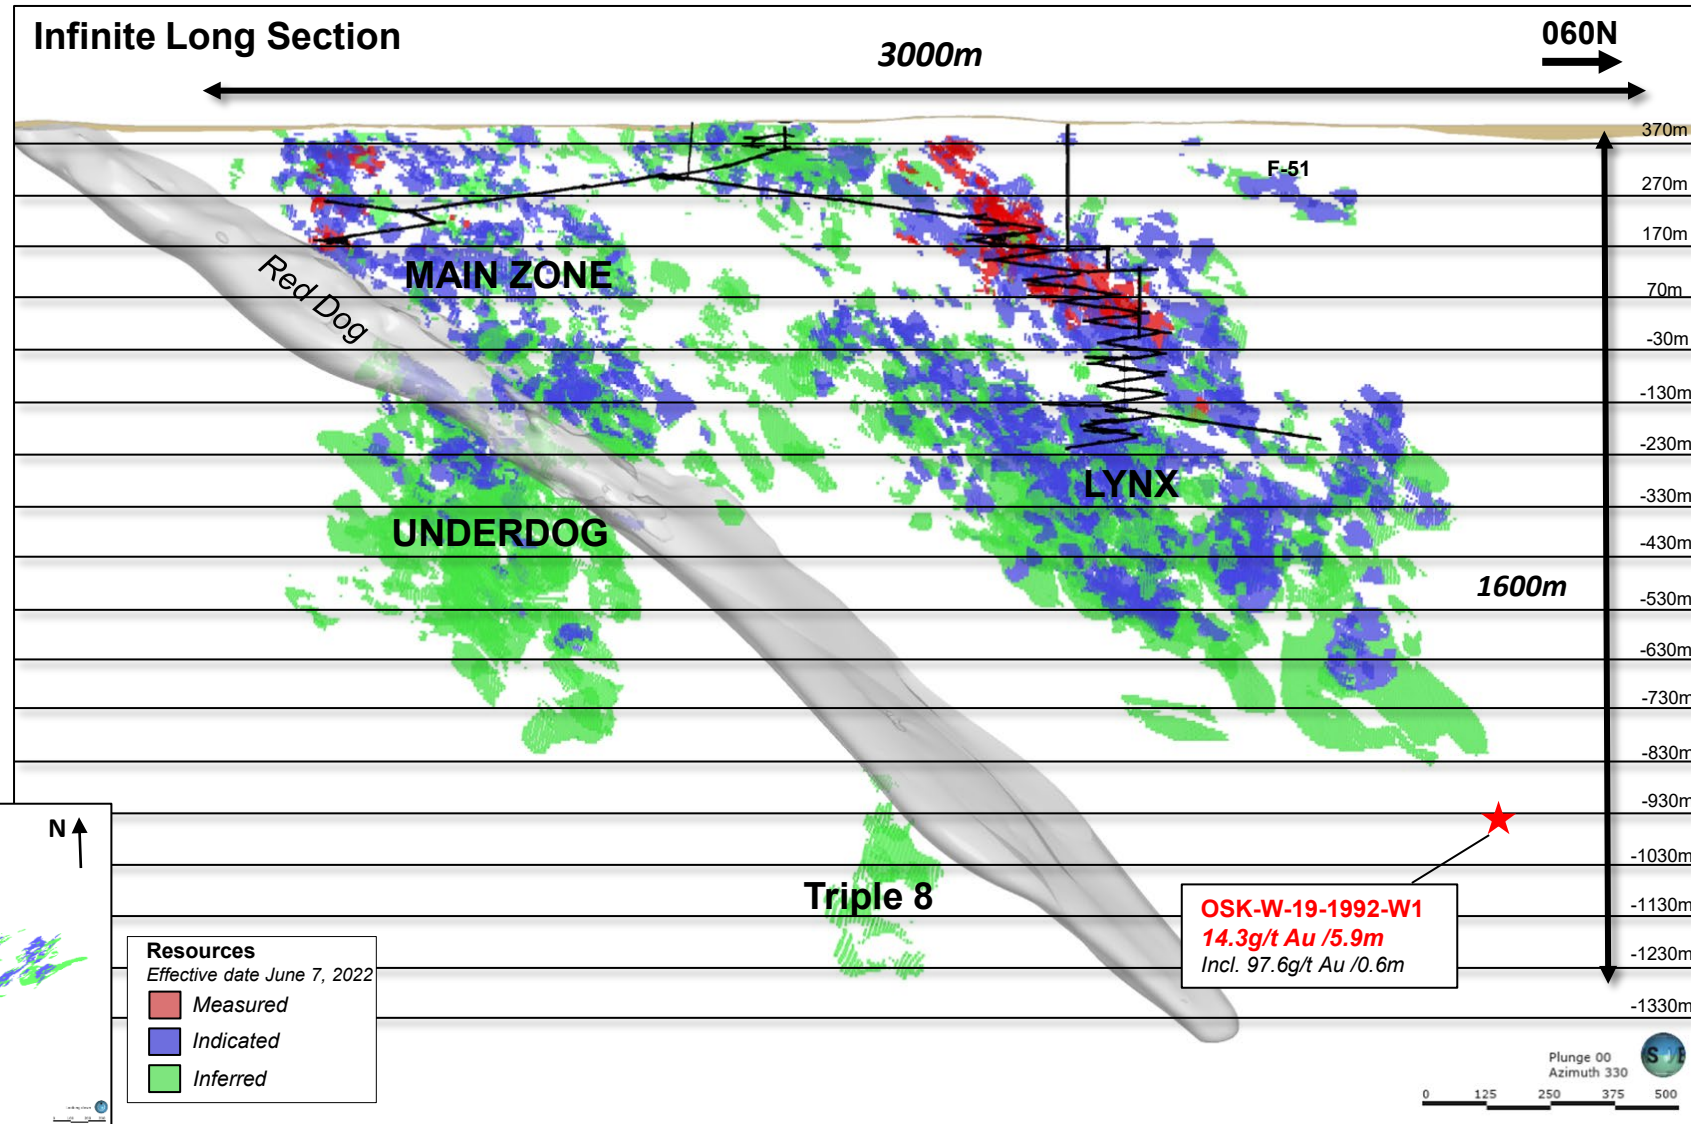 Infinite Long Section
3000m
060N
370m
F-51
270m
170m
Red Dog
MAIN ZONE
70m
-30m
-130m
-230m
LYNX
-330m
UNDERDOG
-430m
1600m
-530m
-630m
-730m
-830m
-930m
N
-1030m
Triple 8
OSK-W-19-1992-W1
14.3g/t Au /5.9m
Incl. 97.6g/t Au /0.6m
-1130m
-1230m
-1330m
Resources
Effective date June 7, 2022
Measured
Indicated
Inferred
Plunge 00
Azimuth 330
0 125 250 375 500